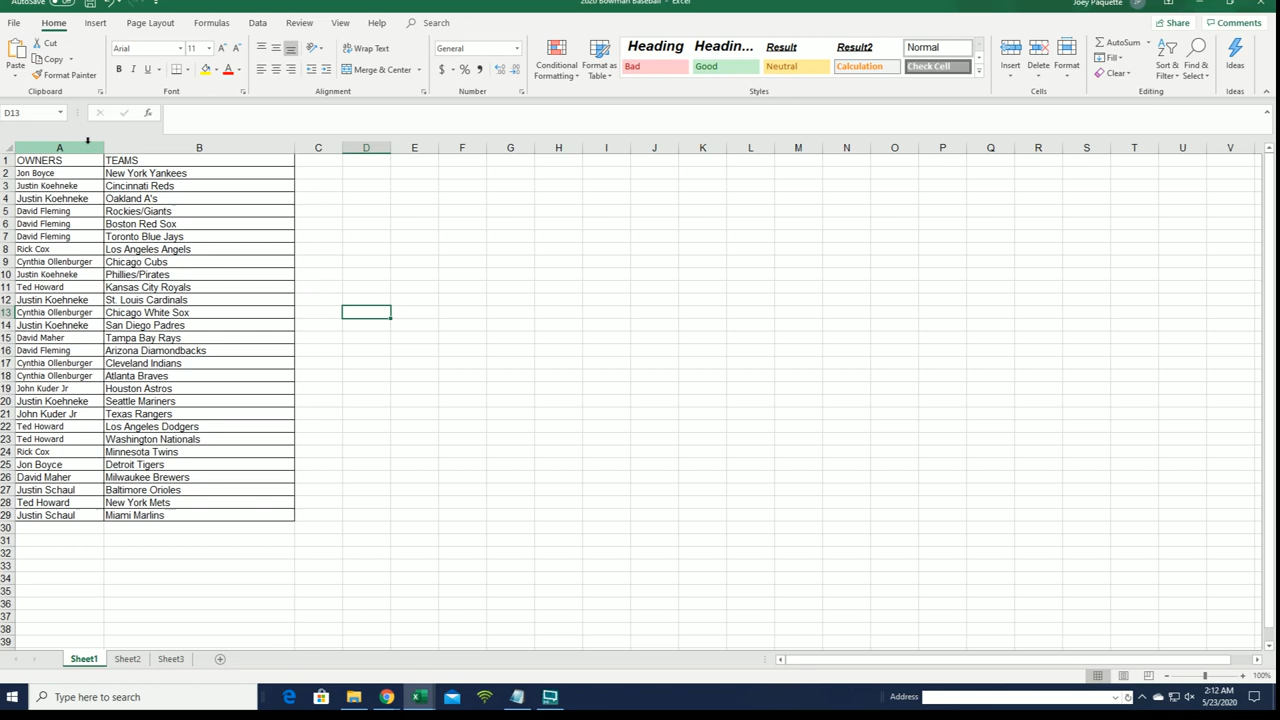 AutoSave
2020 Bowman Baseball - Excel
Joey Paquette
JP
File Home Insert Page Layout Formulas Data Review View Help Search Share Comments
Paste Cut Copy Format Painter
Arial 11 A A B I U A
Wrap Text Merge & Center
General $ % ,
Conditional Formatting Format as Table
Heading Headin... Result Result2 Normal
Bad Good Neutral Calculation Check Cell
Insert Delete Format
AutoSum Fill Clear
Sort & Filter Find & Select Ideas
Clipboard Font Alignment Number Styles Cells Editing Ideas
D13 fx
A B C D E F G H I J K L M N O P Q R S T U V
1 OWNERS TEAMS
2 Jon Boyce New York Yankees
3 Justin Koehneke Cincinnati Reds
4 Justin Koehneke Oakland A's
5 David Fleming Rockies/Giants
6 David Fleming Boston Red Sox
7 David Fleming Toronto Blue Jays
8 Rick Cox Los Angeles Angels
9 Cynthia Ollenburger Chicago Cubs
10 Justin Koehneke Phillies/Pirates
11 Ted Howard Kansas City Royals
12 Justin Koehneke St. Louis Cardinals
13 Cynthia Ollenburger Chicago White Sox
14 Justin Koehneke San Diego Padres
15 David Maher Tampa Bay Rays
16 David Fleming Arizona Diamondbacks
17 Cynthia Ollenburger Cleveland Indians
18 Cynthia Ollenburger Atlanta Braves
19 John Kuder Jr Houston Astros
20 Justin Koehneke Seattle Mariners
21 John Kuder Jr Texas Rangers
22 Ted Howard Los Angeles Dodgers
23 Ted Howard Washington Nationals
24 Rick Cox Minnesota Twins
25 Jon Boyce Detroit Tigers
26 David Maher Milwaukee Brewers
27 Justin Schaul Baltimore Orioles
28 Ted Howard New York Mets
29 Justin Schaul Miami Marlins
30
31
32
33
34
35
36
37
38
39
Sheet1 Sheet2 Sheet3
100%
Type here to search
Address
2:12 AM
5/23/2020